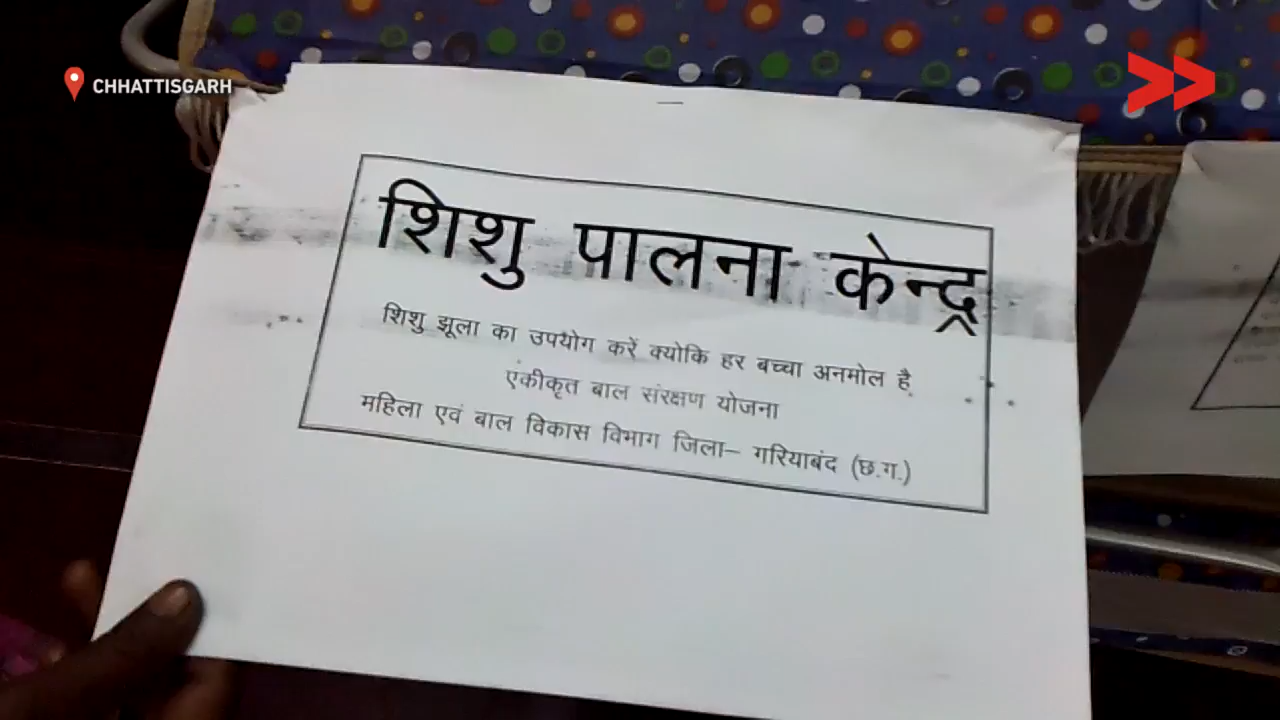 CHHATTISGARH
शिशु पालना केन्द्र
शिशु झूला का उपयोग करें क्योकि हर बच्चा अनमोल है
एकीकृत बाल संरक्षण योजना
महिला एवं बाल विकास विभाग जिला– गरियाबंद (छ.ग.)